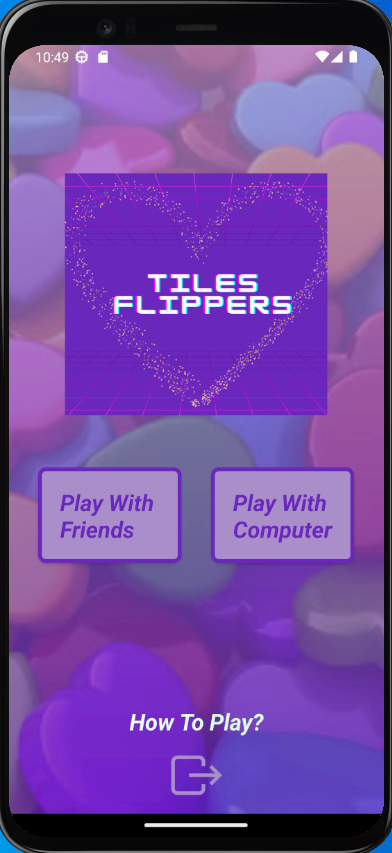 10:49
TILES
FLIPPERS
Play With
Friends
Play With
Computer
How To Play?